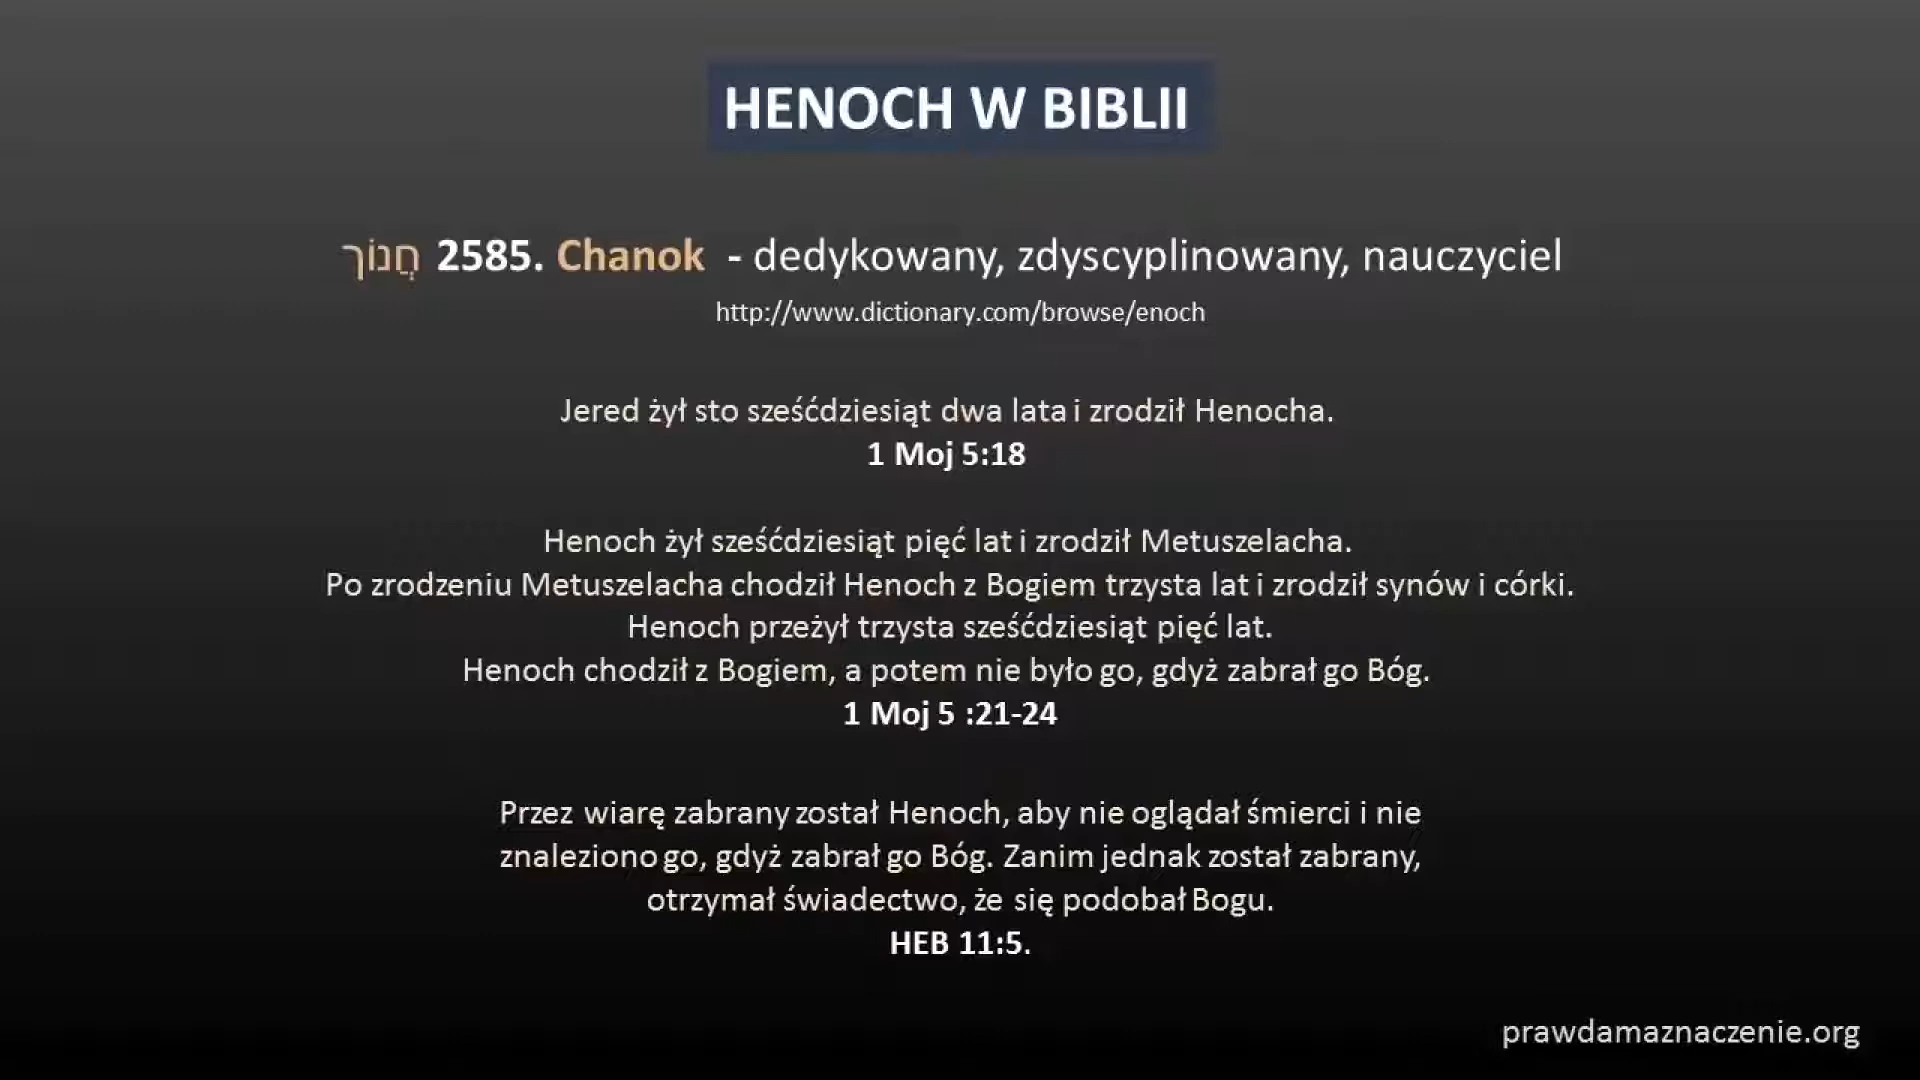 HENOCH W BIBLII
חֲנוֹך 2585. Chanok - dedykowany, zdyscyplinowany, nauczyciel
http://www.dictionary.com/browse/enoch
Jered żył sto sześćdziesiąt dwa lata i zrodził Henocha.
1 Moj 5:18
Henoch żył sześćdziesiąt pięć lat i zrodził Metuszelacha.
Po zrodzeniu Metuszelacha chodził Henoch z Bogiem trzysta lat i zrodził synów i córki.
Henoch przeżył trzysta sześćdziesiąt pięć lat.
Henoch chodził z Bogiem, a potem nie było go, gdyż zabrał go Bóg.
1 Moj 5 :21-24
Przez wiarę zabrany został Henoch, aby nie oglądał śmierci i nie
znaleziono go, gdyż zabrał go Bóg. Zanim jednak został zabrany,
otrzymał świadectwo, że się podobał Bogu.
HEB 11:5.
prawdamaznaczenie.org